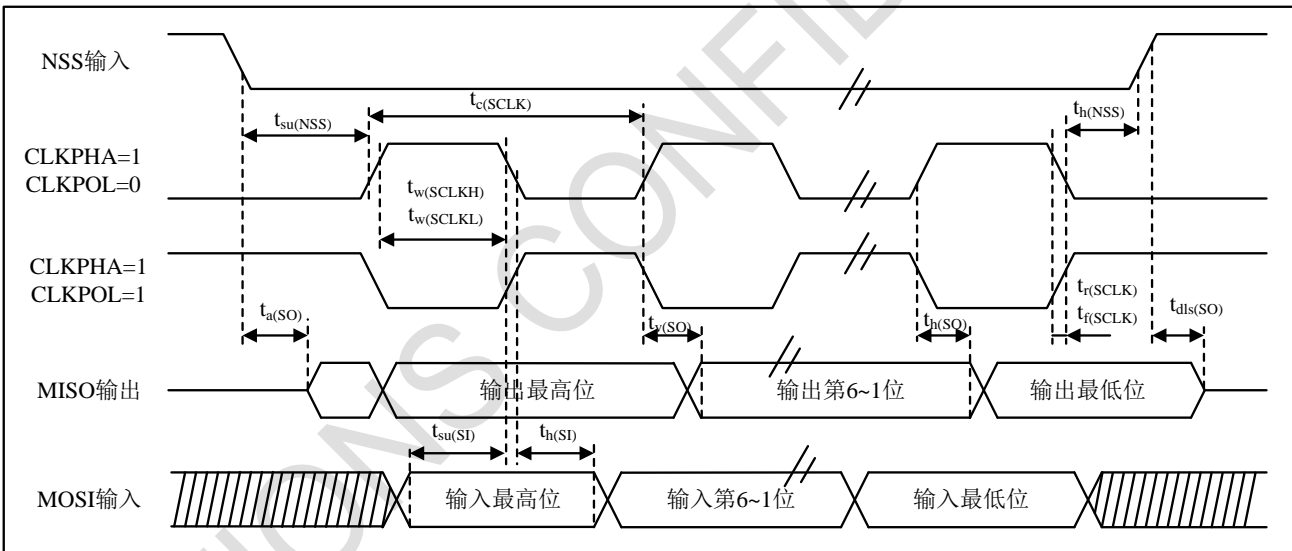 NSS输入
t_c(SCLK)
t_su(NSS)
t_h(NSS)
CLKPHA=1
CLKPOL=0
t_w(SCLKH)
t_w(SCLKL)
CLKPHA=1
CLKPOL=1
t_a(SO)
t_v(SO)
t_h(SO)
t_r(SCLK)
t_f(SCLK)
t_dls(SO)
MISO输出
输出最高位
输出第6~1位
输出最低位
t_su(SI)
t_h(SI)
MOSI输入
输入最高位
输入第6~1位
输入最低位
IONS CONFI